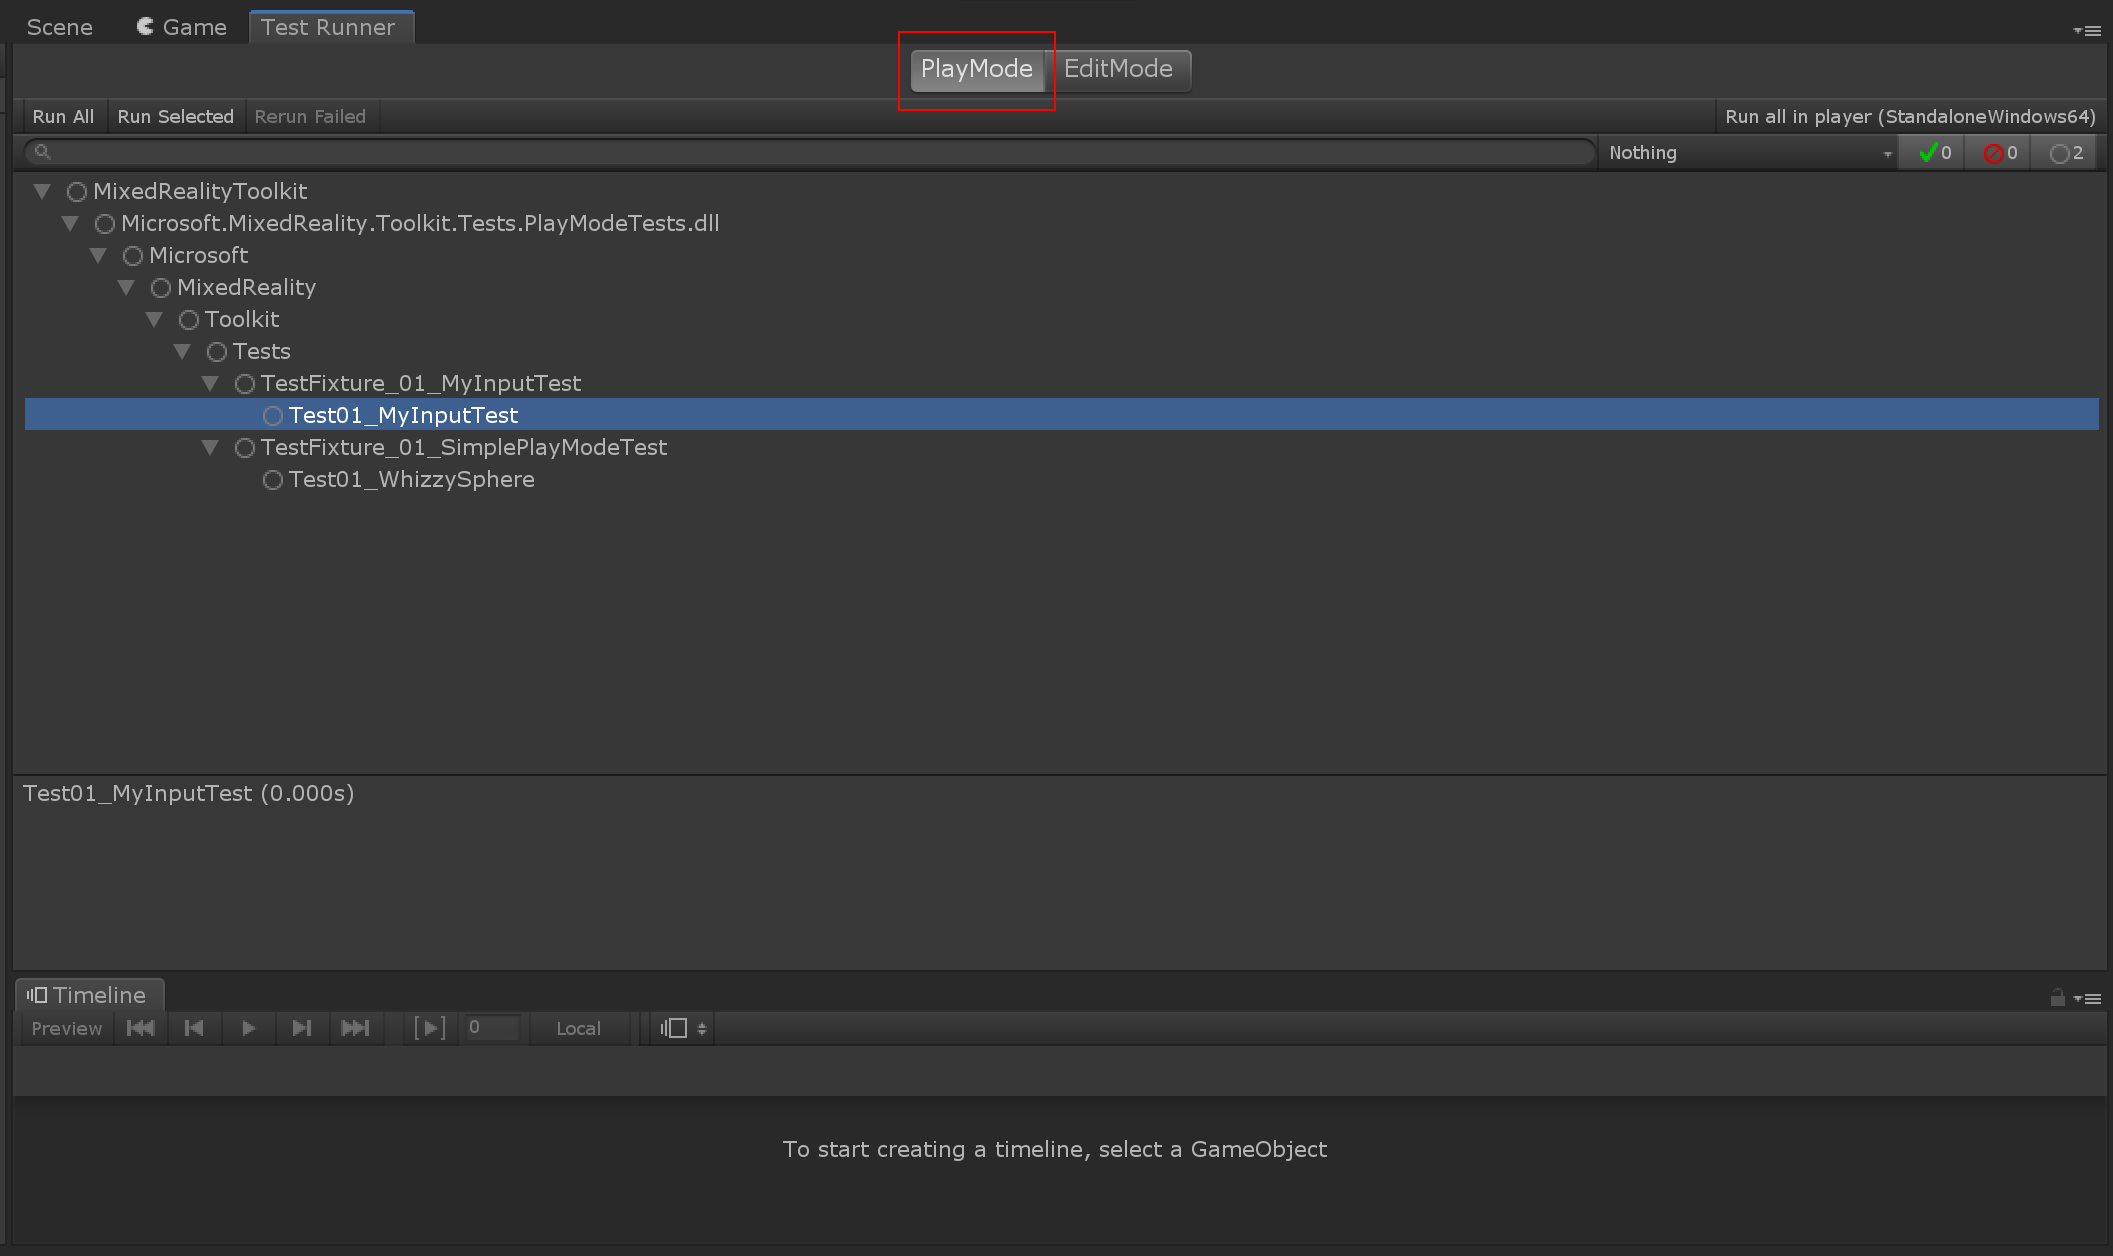 Scene Game Test Runner
PlayMode EditMode
Run All Run Selected Rerun Failed Run all in player (StandaloneWindows64)
Nothing 0 0 2
MixedRealityToolkit
Microsoft.MixedReality.Toolkit.Tests.PlayModeTests.dll
Microsoft
MixedReality
Toolkit
Tests
TestFixture_01_MyInputTest
Test01_MyInputTest
TestFixture_01_SimplePlayModeTest
Test01_WhizzySphere
Test01_MyInputTest (0.000s)
Timeline
Preview 0 Local
To start creating a timeline, select a GameObject